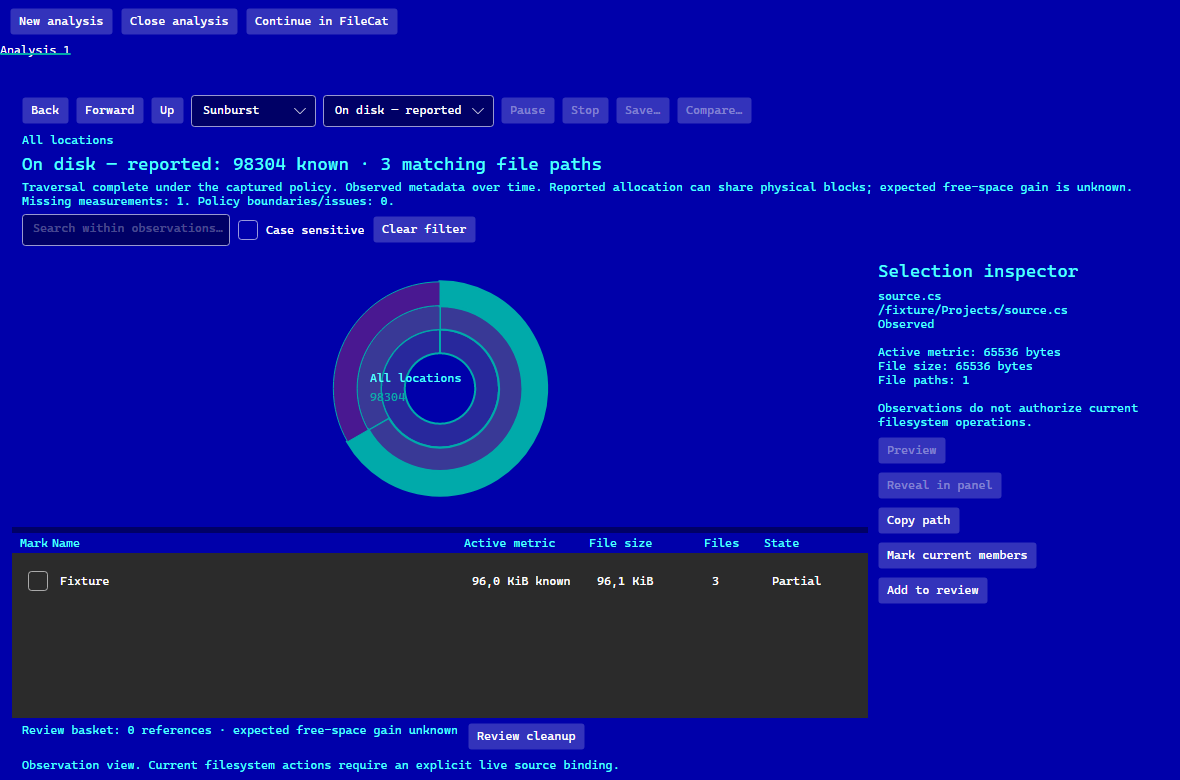 New analysis Close analysis Continue in FileCat
Analysis 1
Back Forward Up Sunburst On disk — reported Pause Stop Save… Compare…
All locations
On disk — reported: 98304 known · 3 matching file paths
Traversal complete under the captured policy. Observed metadata over time. Reported allocation can share physical blocks; expected free-space gain is unknown.
Missing measurements: 1. Policy boundaries/issues: 0.
Search within observations… Case sensitive Clear filter
All locations
98304
Selection inspector
source.cs
/fixture/Projects/source.cs
Observed
Active metric: 65536 bytes
File size: 65536 bytes
File paths: 1
Observations do not authorize current
filesystem operations.
Preview
Reveal in panel
Copy path
Mark current members
Add to review
Mark Name Active metric File size Files State
Fixture 96,0 KiB known 96,1 KiB 3 Partial
Review basket: 0 references · expected free-space gain unknown Review cleanup
Observation view. Current filesystem actions require an explicit live source binding.